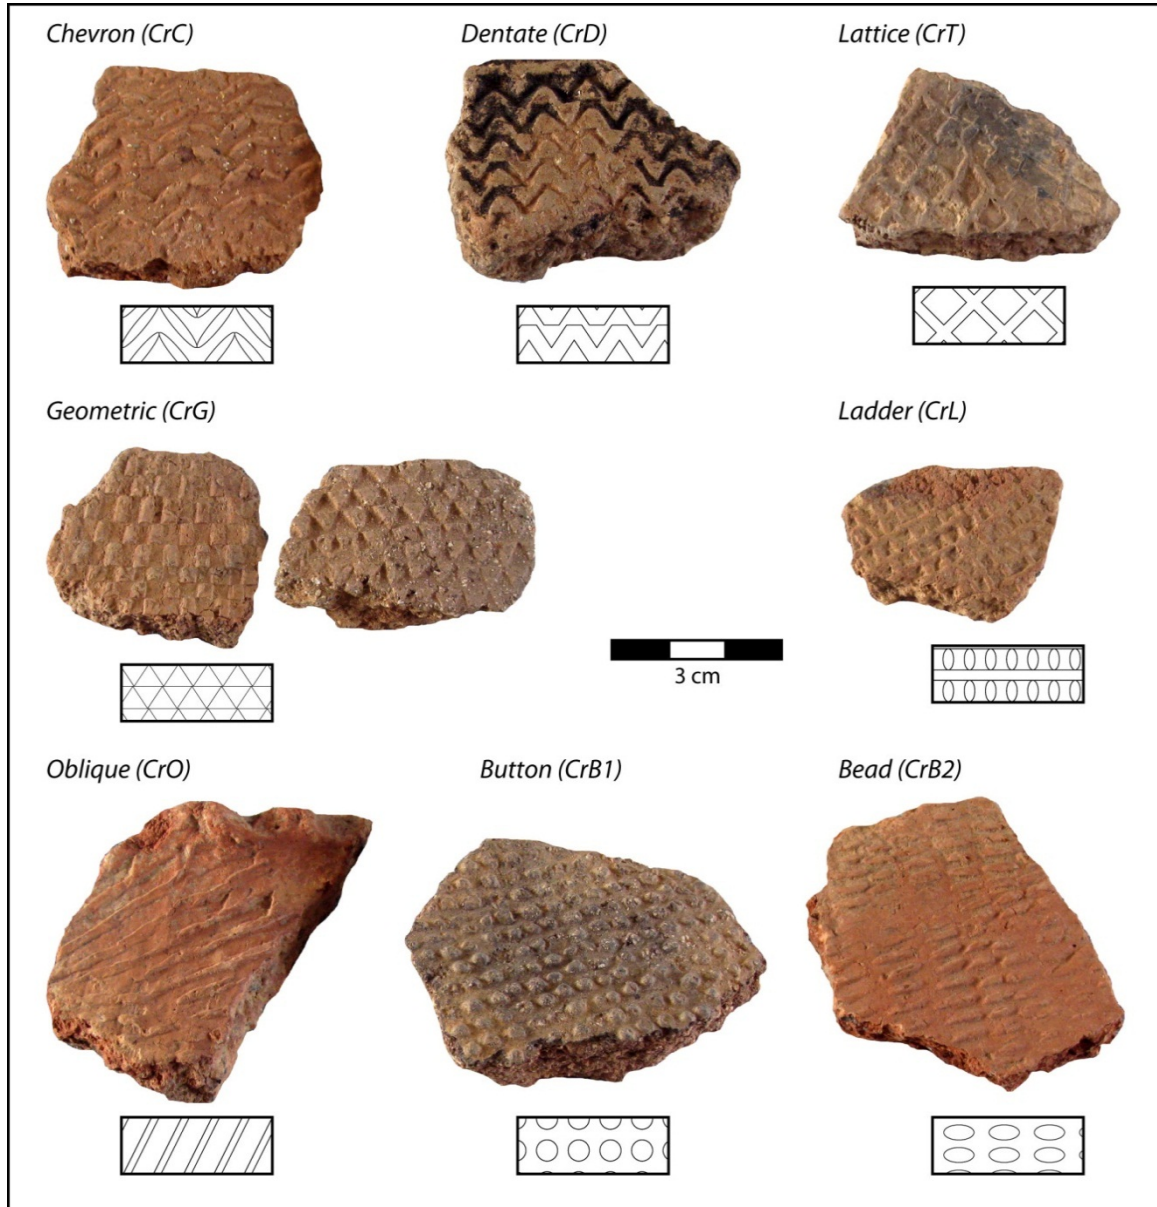 Chevron (CrC)
Dentate (CrD)
Lattice (CrT)
Geometric (CrG)
Ladder (CrL)
3 cm
Oblique (CrO)
Button (CrB1)
Bead (CrB2)